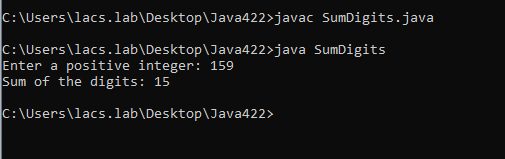 C:\Users\lacs.lab\Desktop\Java422>javac SumDigits.java
C:\Users\lacs.lab\Desktop\Java422>java SumDigits
Enter a positive integer: 159
Sum of the digits: 15
C:\Users\lacs.lab\Desktop\Java422>